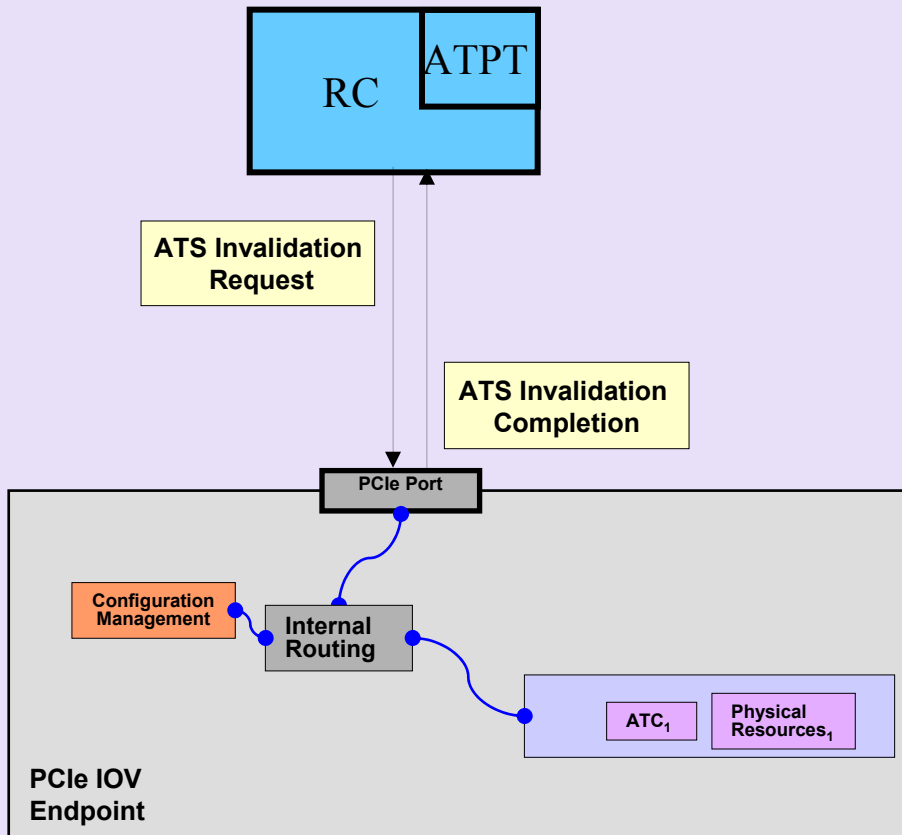 ATPT
RC
ATS Invalidation
Request
ATS Invalidation
Completion
PCIe Port
Configuration
Management
Internal
Routing
ATC₁
Physical
Resources₁
PCIe IOV
Endpoint